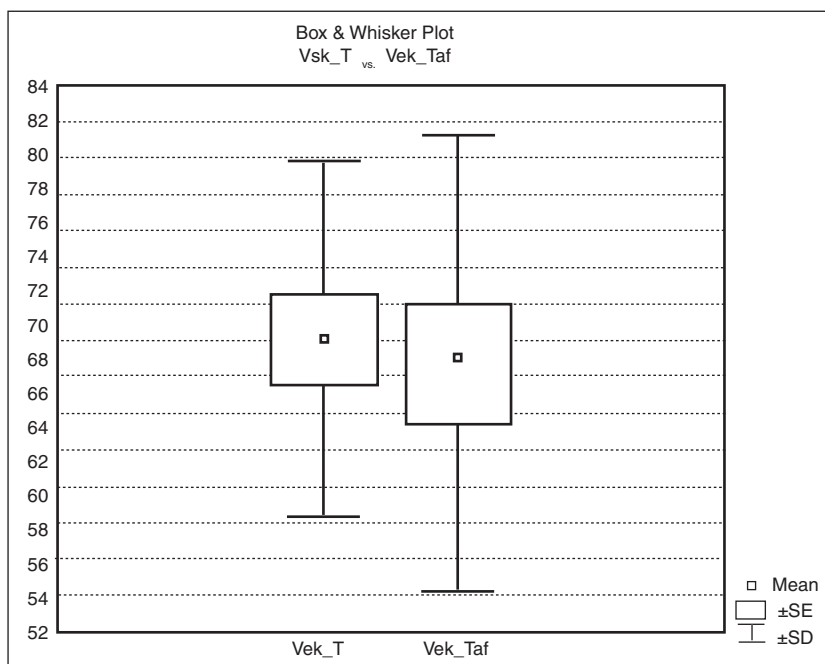 Box & Whisker Plot
Vsk_T vs. Vek_Taf
84
82
80
78
76
74
72
70
68
66
64
62
60
58
56
54
52
Vek_T
Vek_Taf
Mean
±SE
±SD